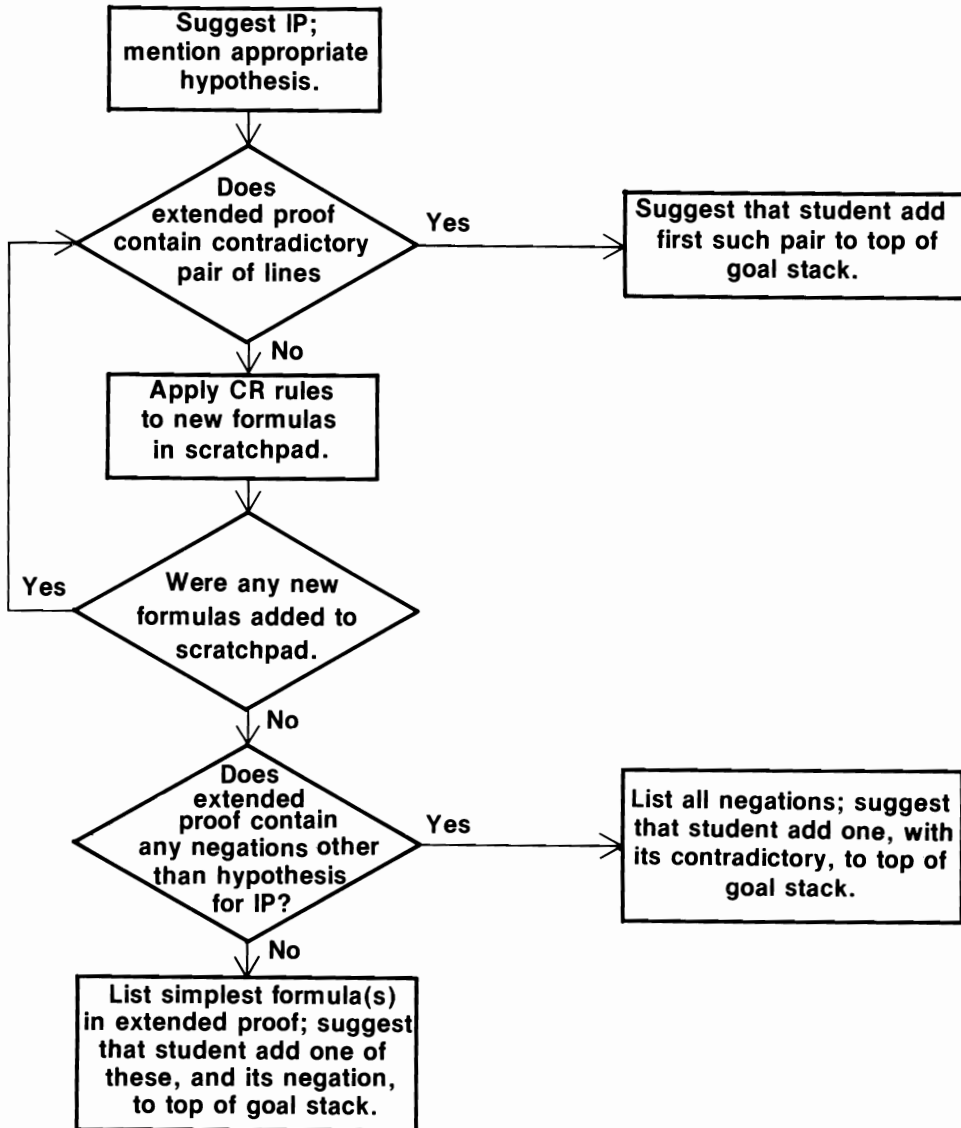 Suggest IP;
mention appropriate
hypothesis.
Does
extended proof
contain contradictory
pair of lines
Yes
Suggest that student add
first such pair to top of
goal stack.
No
Apply CR rules
to new formulas
in scratchpad.
Yes
Were any new
formulas added to
scratchpad.
No
Does
extended
proof contain
any negations other
than hypothesis
for IP?
Yes
List all negations; suggest
that student add one, with
its contradictory, to top of
goal stack.
No
List simplest formula(s)
in extended proof; suggest
that student add one of
these, and its negation,
to top of goal stack.